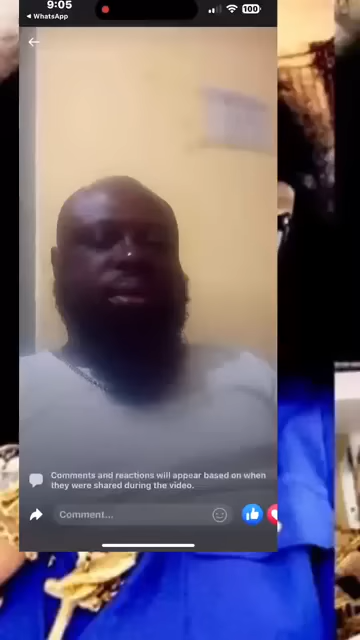 9:05
100
WhatsApp
Comments and reactions will appear based on when
they were shared during the video.
Comment...